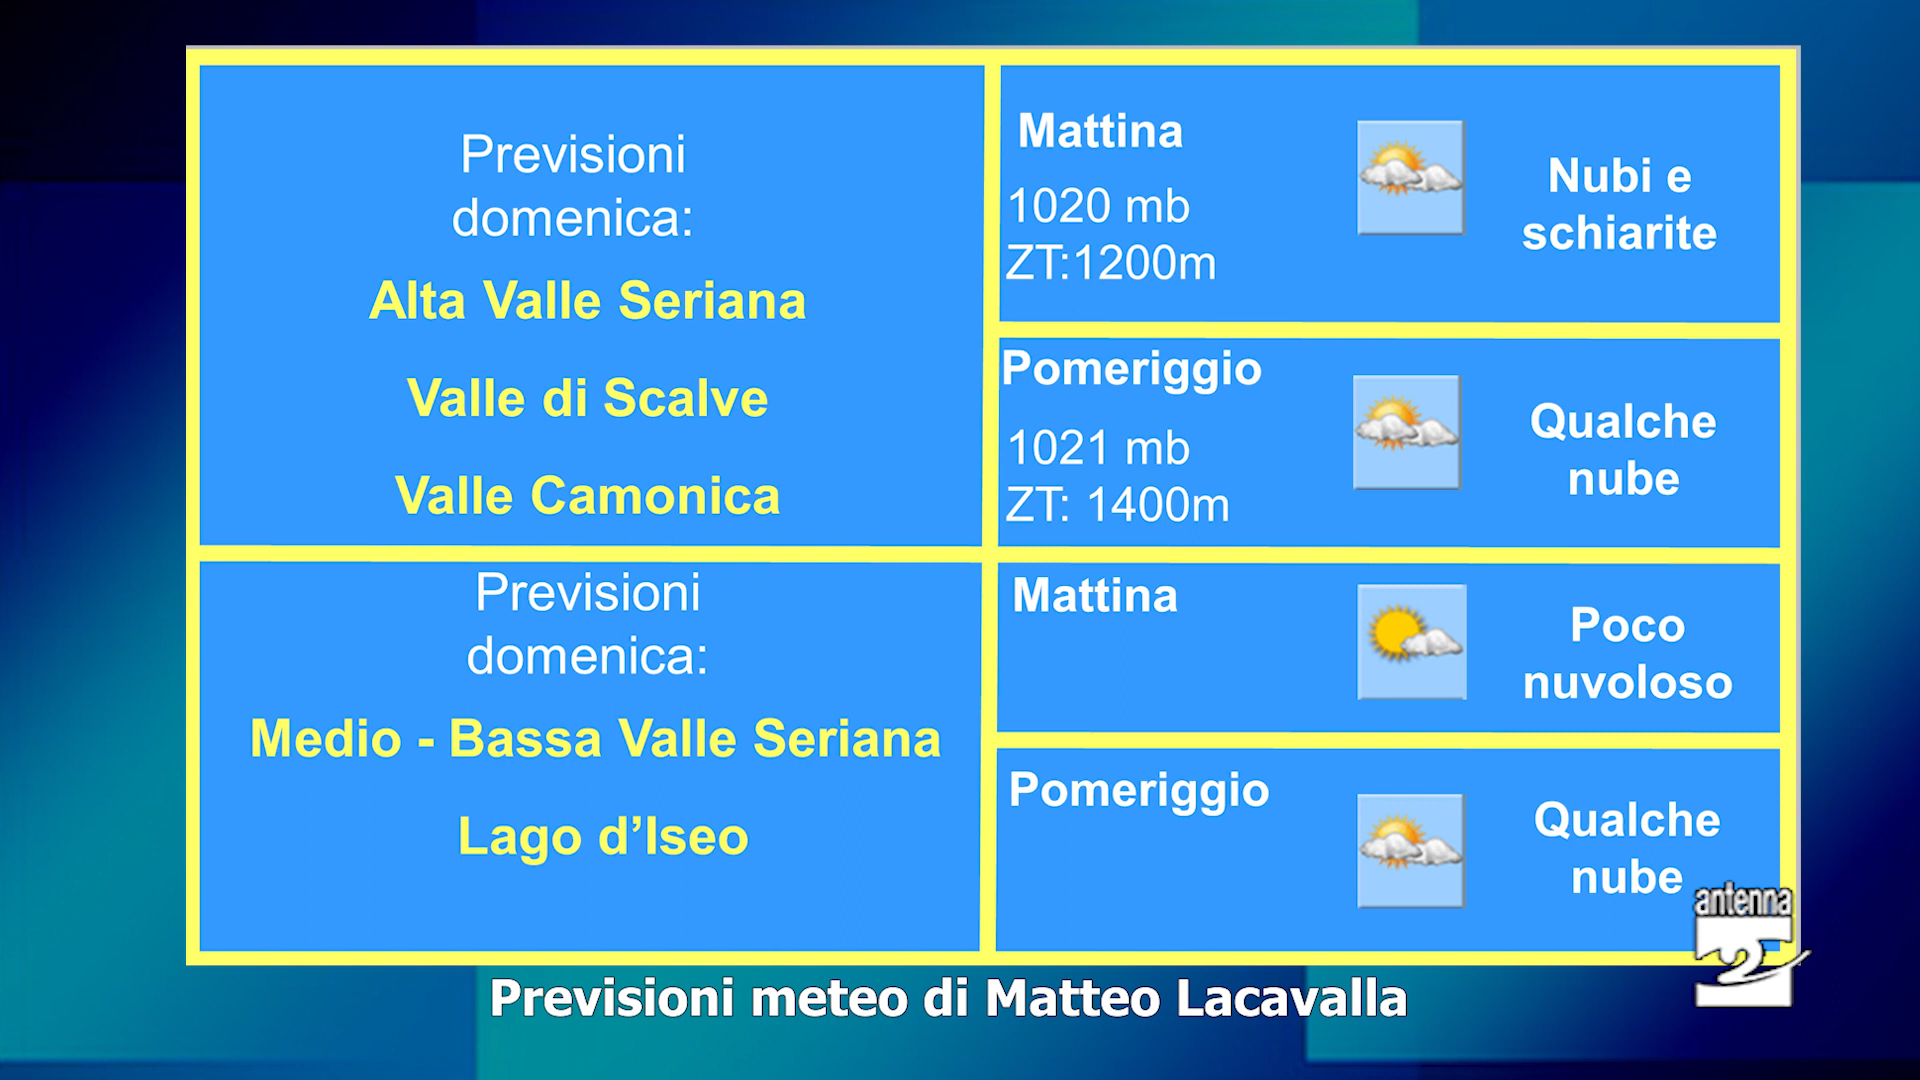 Previsioni
domenica:
Alta Valle Seriana
Valle di Scalve
Valle Camonica
Mattina
1020 mb
ZT:1200m
Nubi e
schiarite
Pomeriggio
1021 mb
ZT: 1400m
Qualche
nube
Previsioni
domenica:
Medio - Bassa Valle Seriana
Lago d’Iseo
Mattina
Poco
nuvoloso
Pomeriggio
Qualche
nube
antenna
2
Previsioni meteo di Matteo Lacavalla